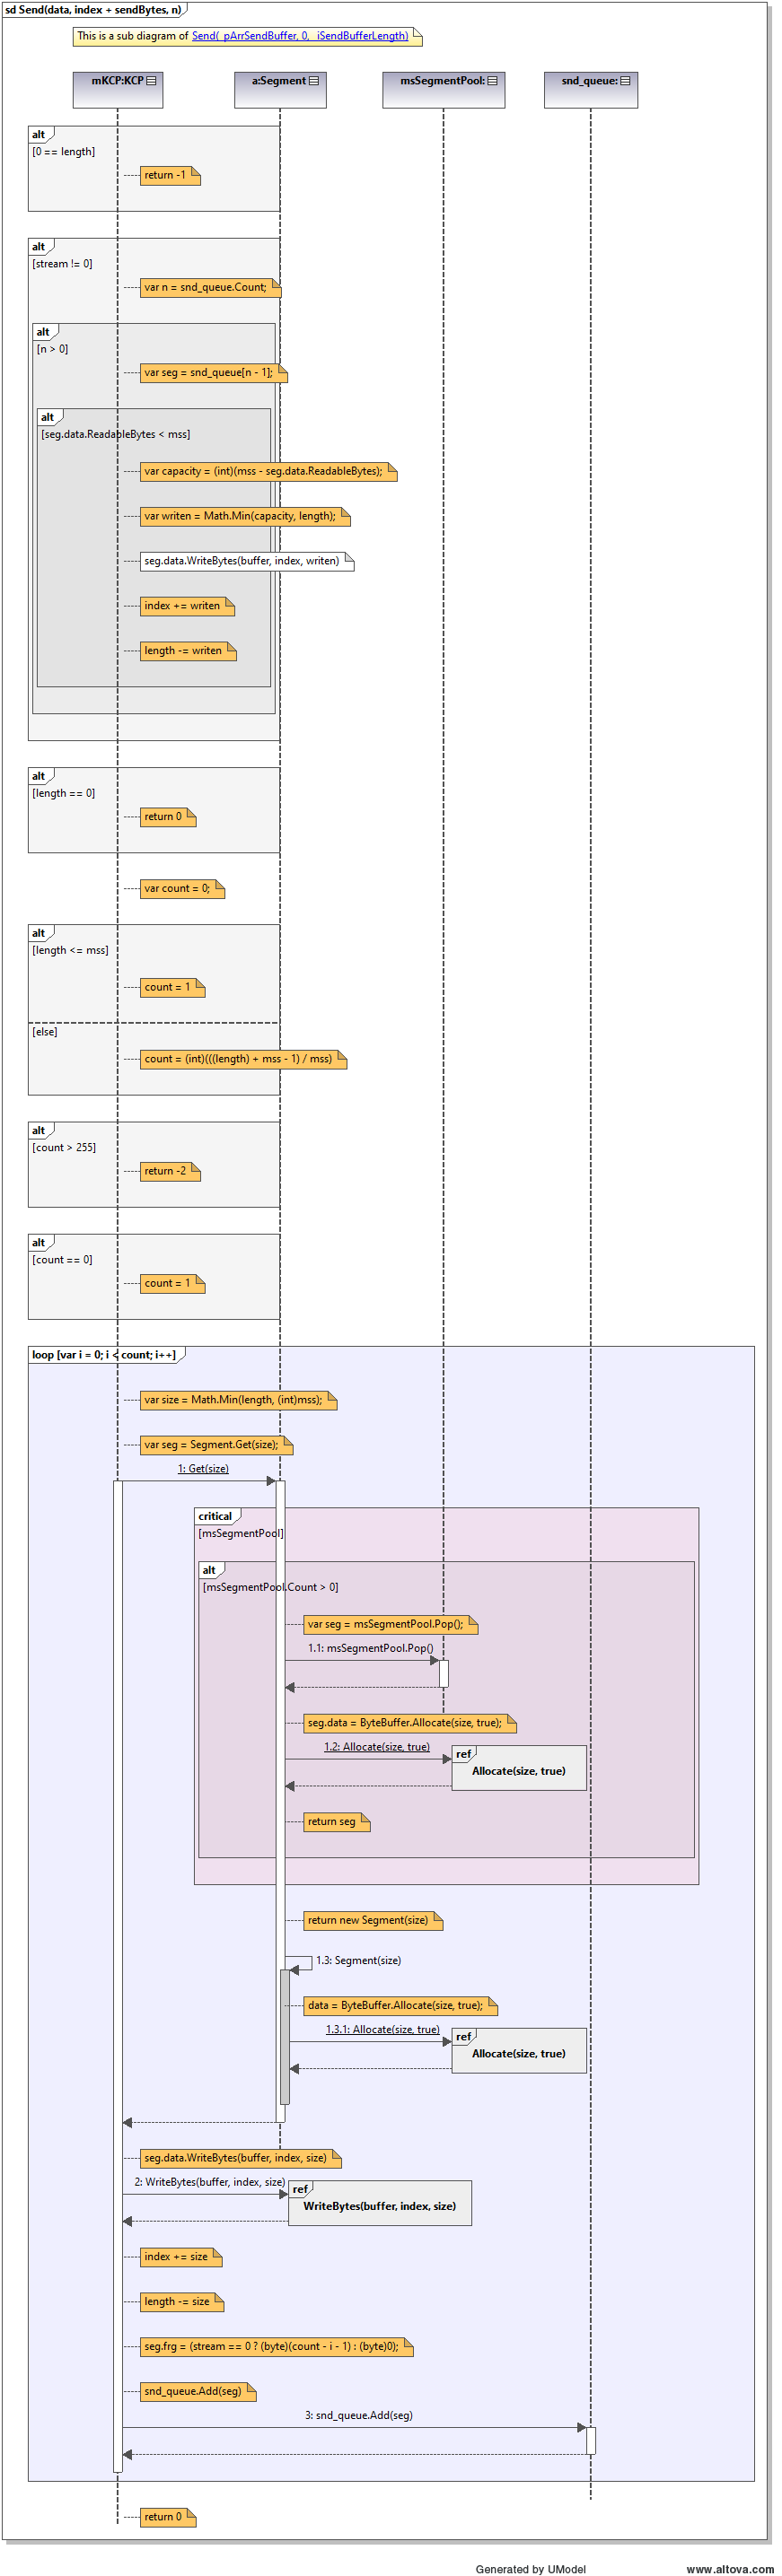 sd Send(data, index + sendBytes, n)
This is a sub diagram of Send(_pArrSendBuffer, 0, _iSendBufferLength)
mKCP:KCP
a:Segment
msSegmentPool:
snd_queue:
alt
[0 == length]
return -1
alt
[stream != 0]
var n = snd_queue.Count;
alt
[n > 0]
var seg = snd_queue[n - 1];
alt
[seg.data.ReadableBytes < mss]
var capacity = (int)(mss - seg.data.ReadableBytes);
var writen = Math.Min(capacity, length);
seg.data.WriteBytes(buffer, index, writen)
index += writen
length -= writen
alt
[length == 0]
return 0
var count = 0;
alt
[length <= mss]
count = 1
[else]
count = (int)(((length) + mss - 1) / mss)
alt
[count > 255]
return -2
alt
[count == 0]
count = 1
loop [var i = 0; i < count; i++]
var size = Math.Min(length, (int)mss);
var seg = Segment.Get(size);
1: Get(size)
critical
[msSegmentPool]
alt
[msSegmentPool.Count > 0]
var seg = msSegmentPool.Pop();
1.1: msSegmentPool.Pop()
seg.data = ByteBuffer.Allocate(size, true);
1.2: Allocate(size, true)
ref
Allocate(size, true)
return seg
return new Segment(size)
1.3: Segment(size)
data = ByteBuffer.Allocate(size, true);
1.3.1: Allocate(size, true)
ref
Allocate(size, true)
seg.data.WriteBytes(buffer, index, size)
2: WriteBytes(buffer, index, size)
ref
WriteBytes(buffer, index, size)
index += size
length -= size
seg.frg = (stream == 0 ? (byte)(count - i - 1) : (byte)0);
snd_queue.Add(seg)
3: snd_queue.Add(seg)
return 0
Generated by UModel
www.altova.com